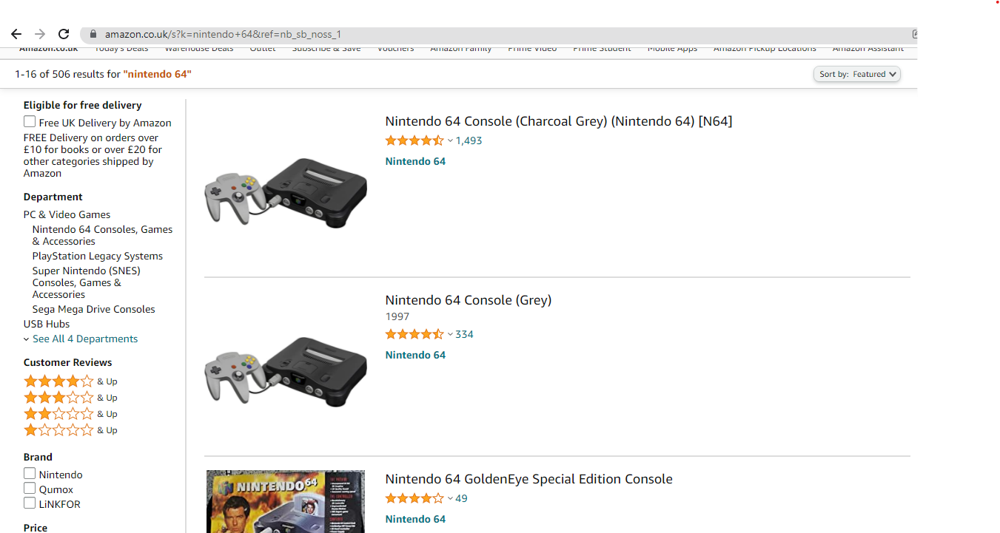 amazon.co.uk/s?k=nintendo+64&ref=nb_sb_noss_1
Amazon.co.uk Today's Deals Warehouse Deals Outlet Subscribe & Save Vouchers Amazon Family Prime Video Prime Student Mobile Apps Amazon Pickup Locations Amazon Assistant
1-16 of 506 results for "nintendo 64"
Sort by: Featured
Eligible for free delivery
Free UK Delivery by Amazon
FREE Delivery on orders over
£10 for books or over £20 for
other categories shipped by
Amazon
Department
PC & Video Games
Nintendo 64 Consoles, Games
& Accessories
PlayStation Legacy Systems
Super Nintendo (SNES)
Consoles, Games &
Accessories
Sega Mega Drive Consoles
USB Hubs
See All 4 Departments
Customer Reviews
& Up
& Up
& Up
& Up
Brand
Nintendo
Qumox
LiNKFOR
Price
Nintendo 64 Console (Charcoal Grey) (Nintendo 64) [N64]
1,493
Nintendo 64
Nintendo 64 Console (Grey)
1997
334
Nintendo 64
NINTENDO 64
Nintendo 64 GoldenEye Special Edition Console
49
Nintendo 64